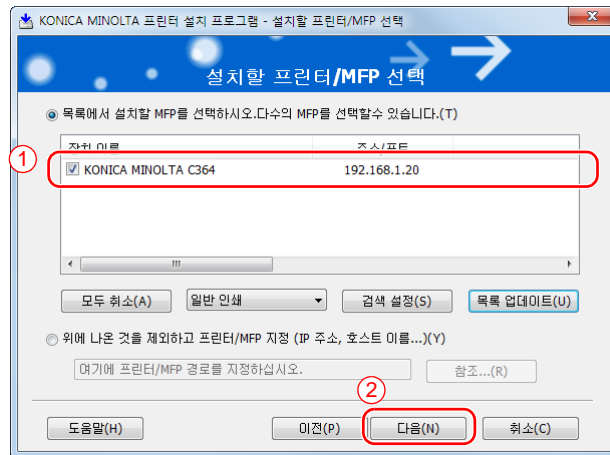 KONICA MINOLTA 프린터 설치 프로그램 - 설치할 프린터/MFP 선택
설치할 프린터/MFP 선택
목록에서 설치할 MFP를 선택하시오.다수의 MFP를 선택할수 있습니다.(T)
장치 이름 주소/포트
① KONICA MINOLTA C364 192.168.1.20
모두 취소(A) 일반 인쇄 검색 설정(S) 목록 업데이트(U)
위에 나온 것을 제외하고 프린터/MFP 지정 (IP 주소, 호스트 이름...)(Y)
여기에 프린터/MFP 경로를 지정하십시오. 참조...(R)
②
도움말(H) 이전(P) 다음(N) 취소(C)